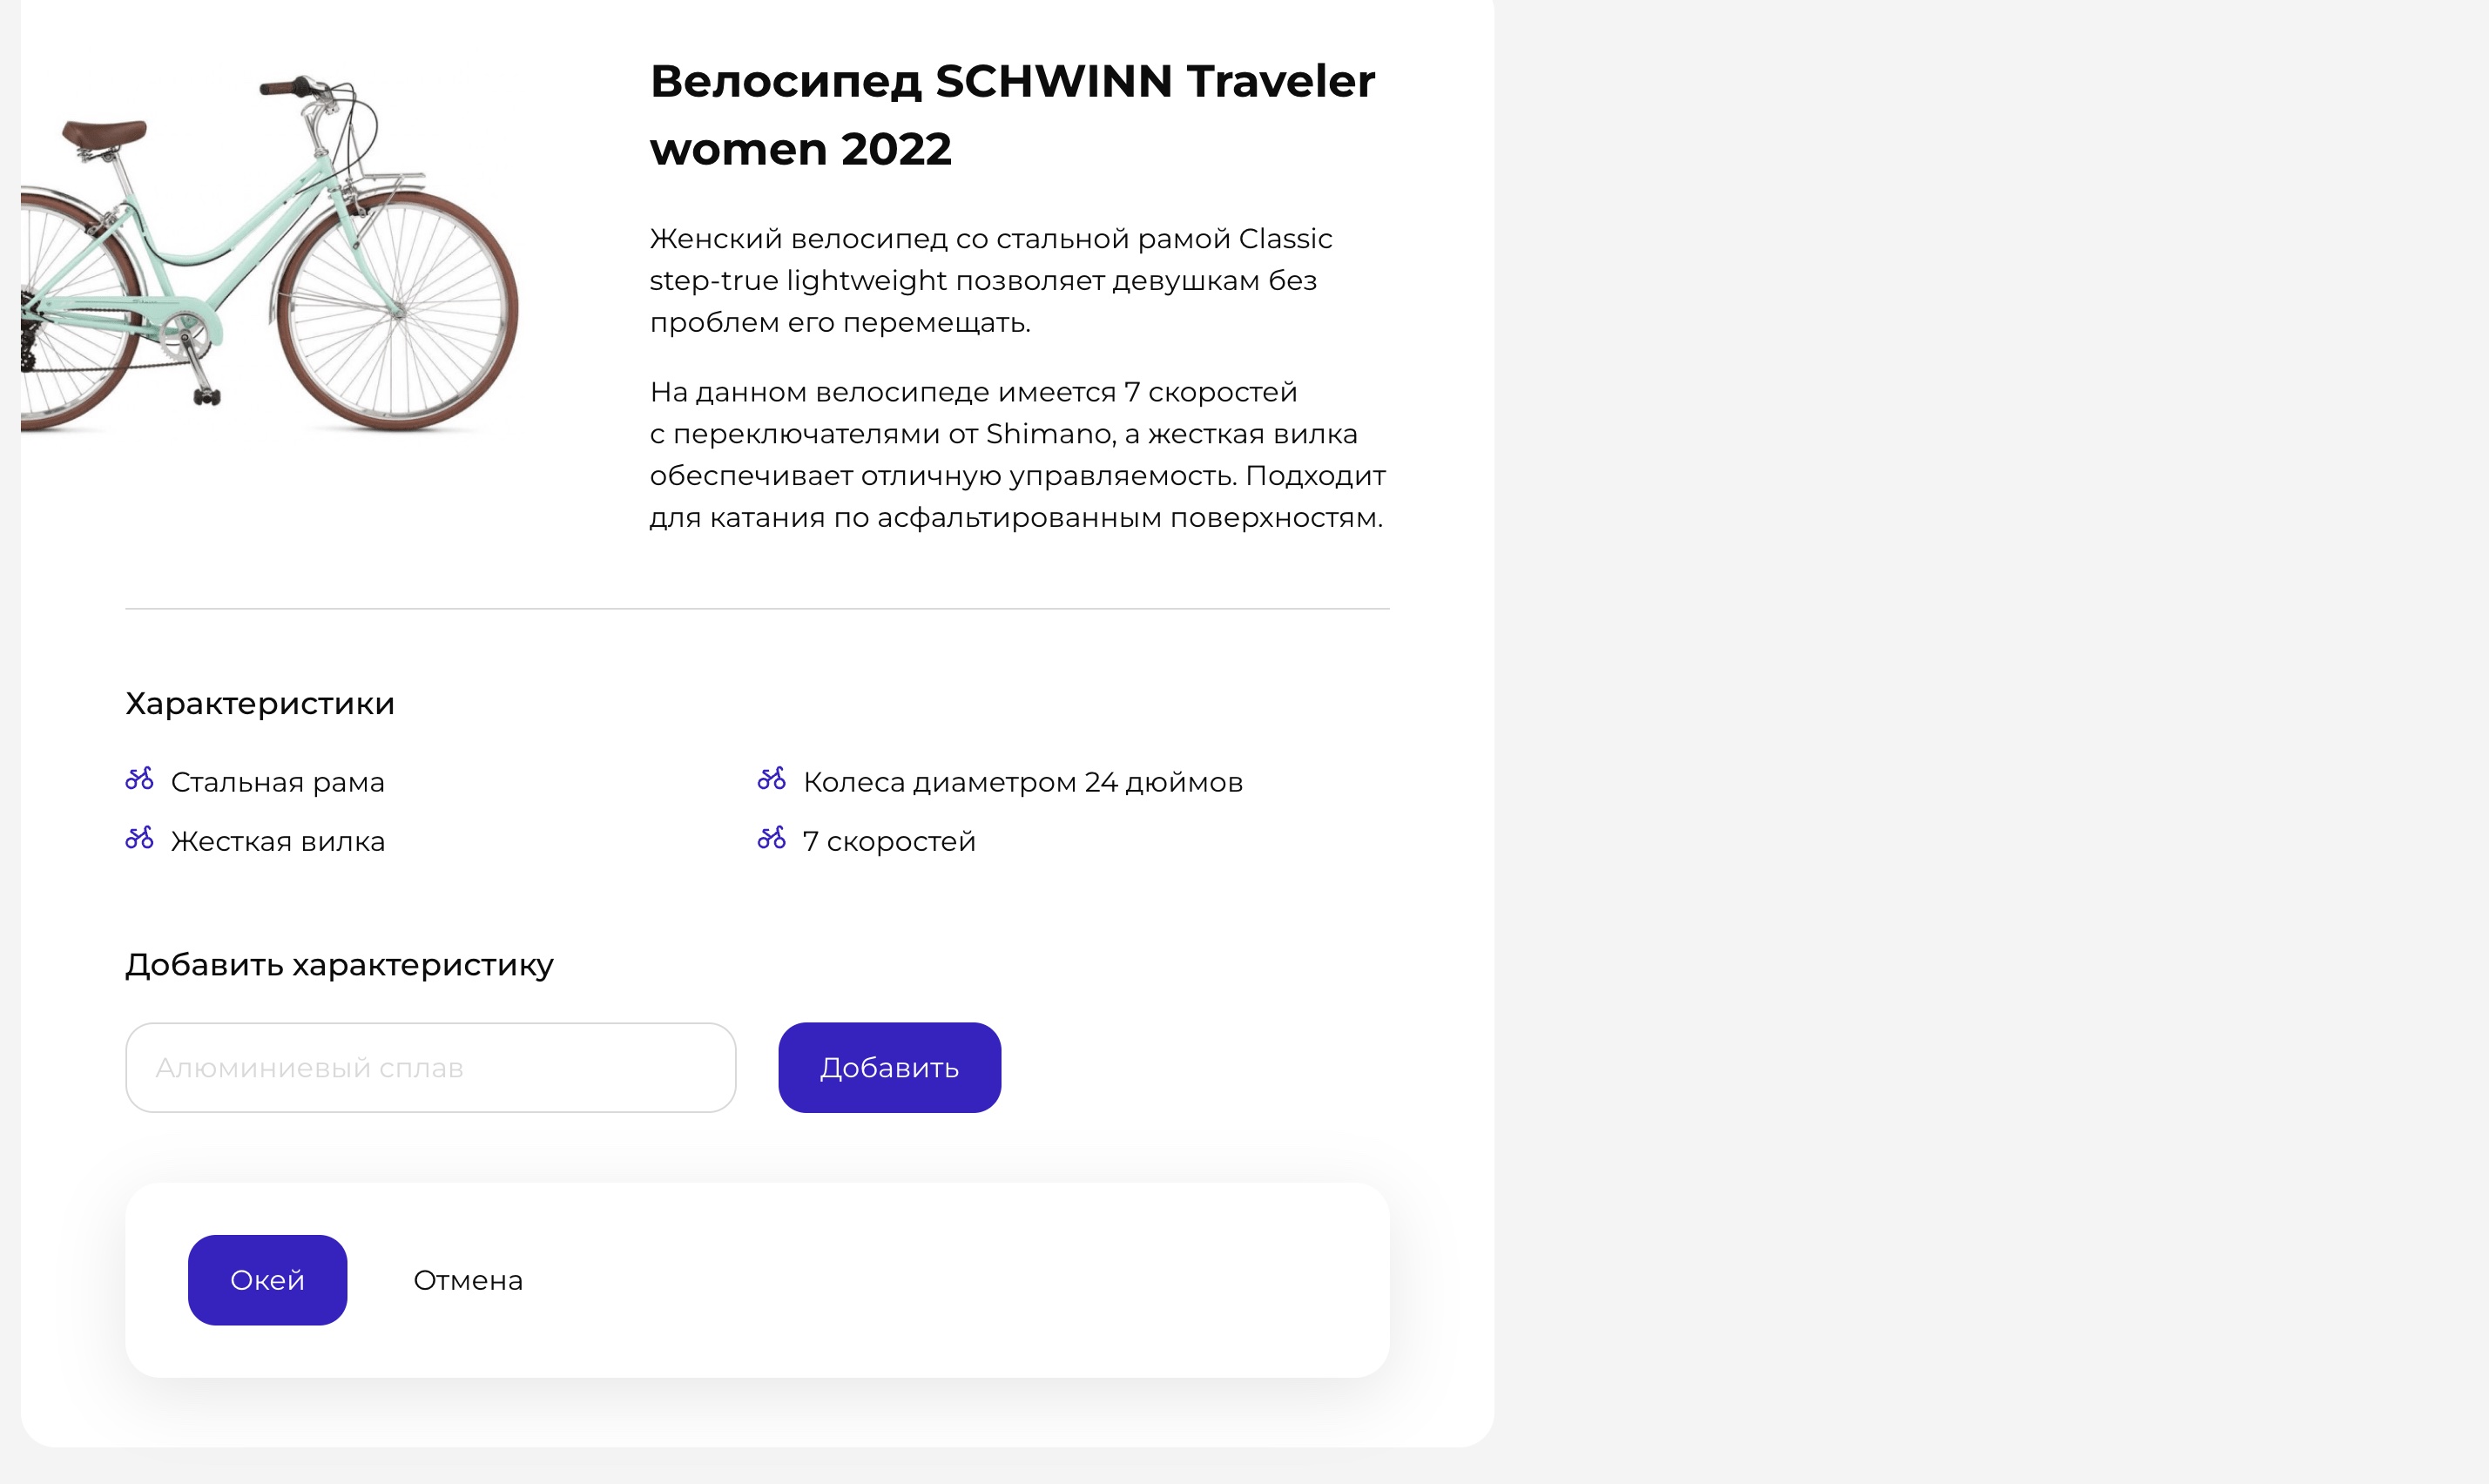 Велосипед SCHWINN Traveler
women 2022
Женский велосипед со стальной рамой Classic
step-true lightweight позволяет девушкам без
проблем его перемещать.
На данном велосипеде имеется 7 скоростей
с переключателями от Shimano, а жесткая вилка
обеспечивает отличную управляемость. Подходит
для катания по асфальтированным поверхностям.
Характеристики
Стальная рама
Колеса диаметром 24 дюймов
Жесткая вилка
7 скоростей
Добавить характеристику
Алюминиевый сплав
Добавить
Окей
Отмена